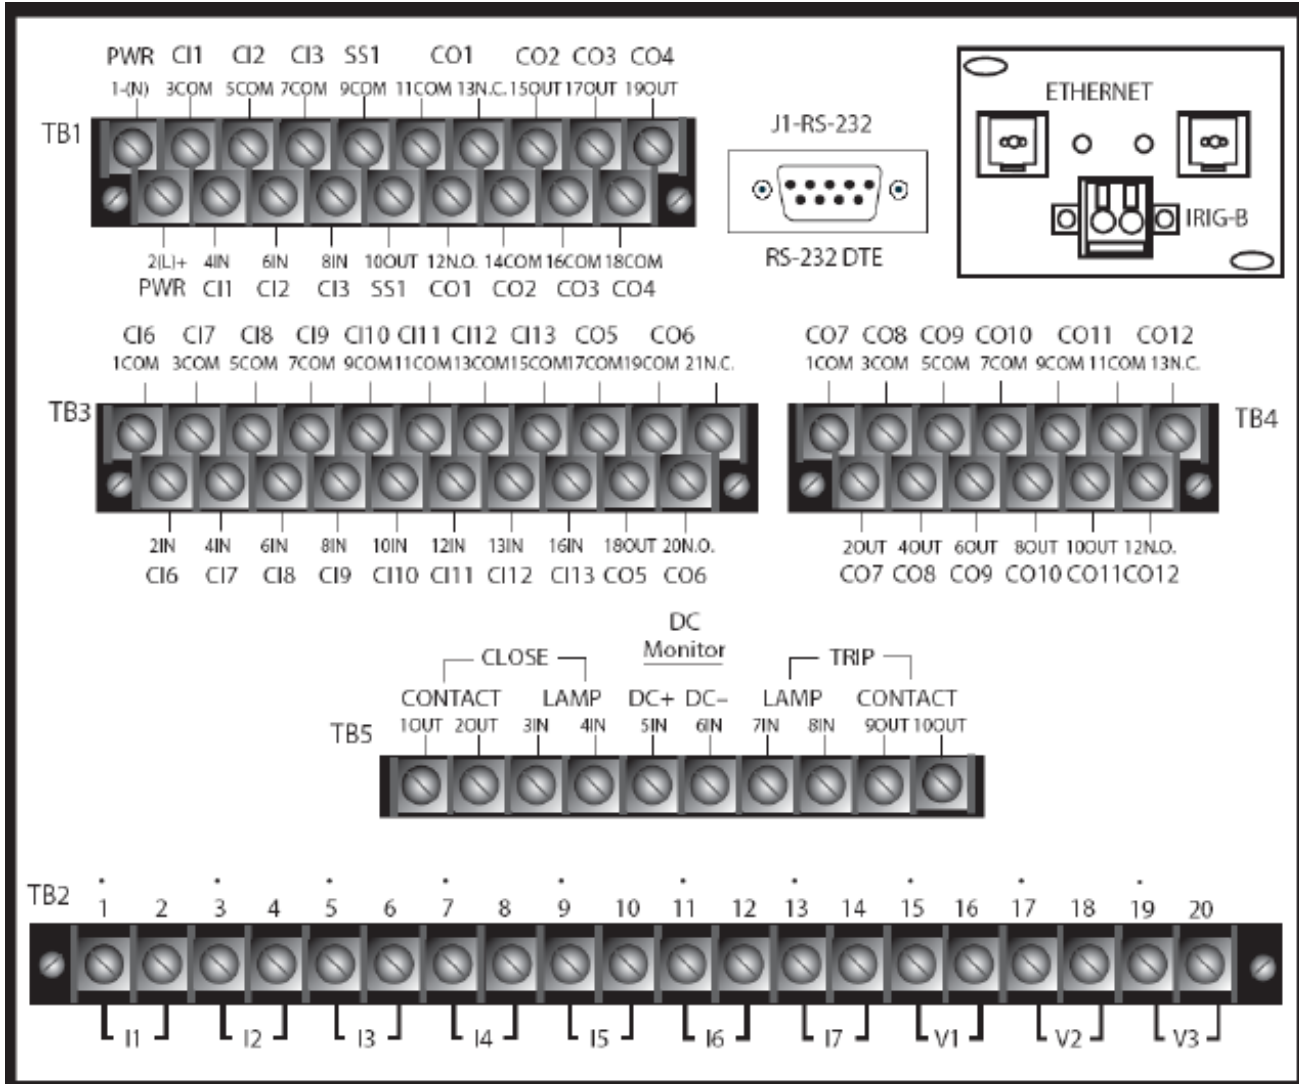 PWR CI1 CI2 CI3 SS1 CO1 CO2 CO3 CO4
1-(N) 3COM 5COM 7COM 9COM 11COM 13N.C. 15OUT 17OUT 19OUT
TB1
2(L)+ 4IN 6IN 8IN 10OUT 12N.O. 14COM 16COM 18COM
PWR CI1 CI2 CI3 SS1 CO1 CO2 CO3 CO4
J1-RS-232
RS-232 DTE
ETHERNET
IRIG-B
CI6 CI7 CI8 CI9 CI10 CI11 CI12 CI13 CO5 CO6
1COM 3COM 5COM 7COM 9COM 11COM 13COM 15COM 17COM 19COM 21N.C.
TB3
2IN 4IN 6IN 8IN 10IN 12IN 13IN 16IN 18OUT 20N.O.
CI6 CI7 CI8 CI9 CI10 CI11 CI12 CI13 CO5 CO6
CO7 CO8 CO9 CO10 CO11 CO12
1COM 3COM 5COM 7COM 9COM 11COM 13N.C.
TB4
2OUT 4OUT 6OUT 8OUT 10OUT 12N.O.
CO7 CO8 CO9 CO10 CO11 CO12
DC
Monitor
CLOSE TRIP
CONTACT LAMP DC+ DC− LAMP CONTACT
1OUT 2OUT 3IN 4IN 5IN 6IN 7IN 8IN 9OUT 10OUT
TB5
TB2
1 2 3 4 5 6 7 8 9 10 11 12 13 14 15 16 17 18 19 20
I1 I2 I3 I4 I5 I6 I7 V1 V2 V3